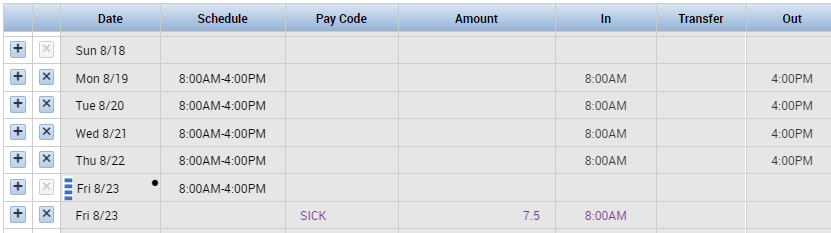 Date Schedule Pay Code Amount In Transfer Out
Sun 8/18
Mon 8/19 8:00AM-4:00PM 8:00AM 4:00PM
Tue 8/20 8:00AM-4:00PM 8:00AM 4:00PM
Wed 8/21 8:00AM-4:00PM 8:00AM 4:00PM
Thu 8/22 8:00AM-4:00PM 8:00AM 4:00PM
Fri 8/23 8:00AM-4:00PM
Fri 8/23 SICK 7.5 8:00AM